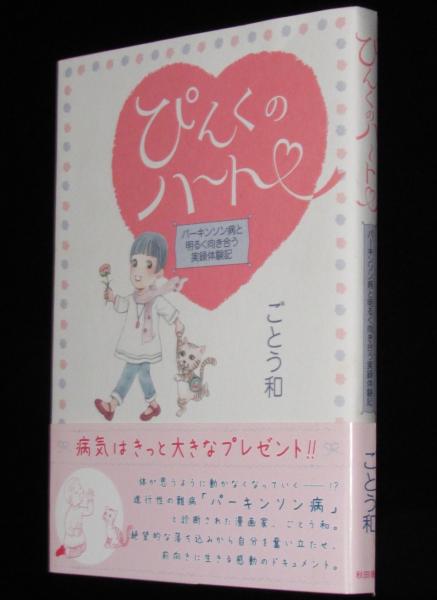 ぴんくの
ハート
パーキンソン病と
明るく向き合う
実録体験記
ごとう和
病気はきっと大きなプレゼント!!
体が思うように動かなくなっていく——!?
進行性の難病「パーキンソン病」
と診断された漫画家、ごとう和。
絶望的な落ち込みから自分を奮い立たせ、
前向きに生きる感動のドキュメント。
ぴんくのハート
パーキンソン病と明るく向き合う実録体験記
ごとう和
秋田